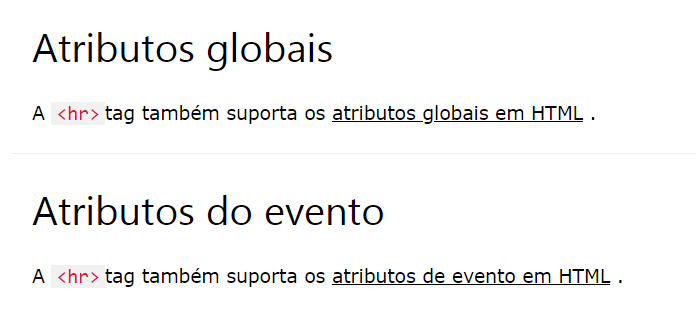 Atributos globais
A <hr> tag também suporta os atributos globais em HTML .
Atributos do evento
A <hr> tag também suporta os atributos de evento em HTML .